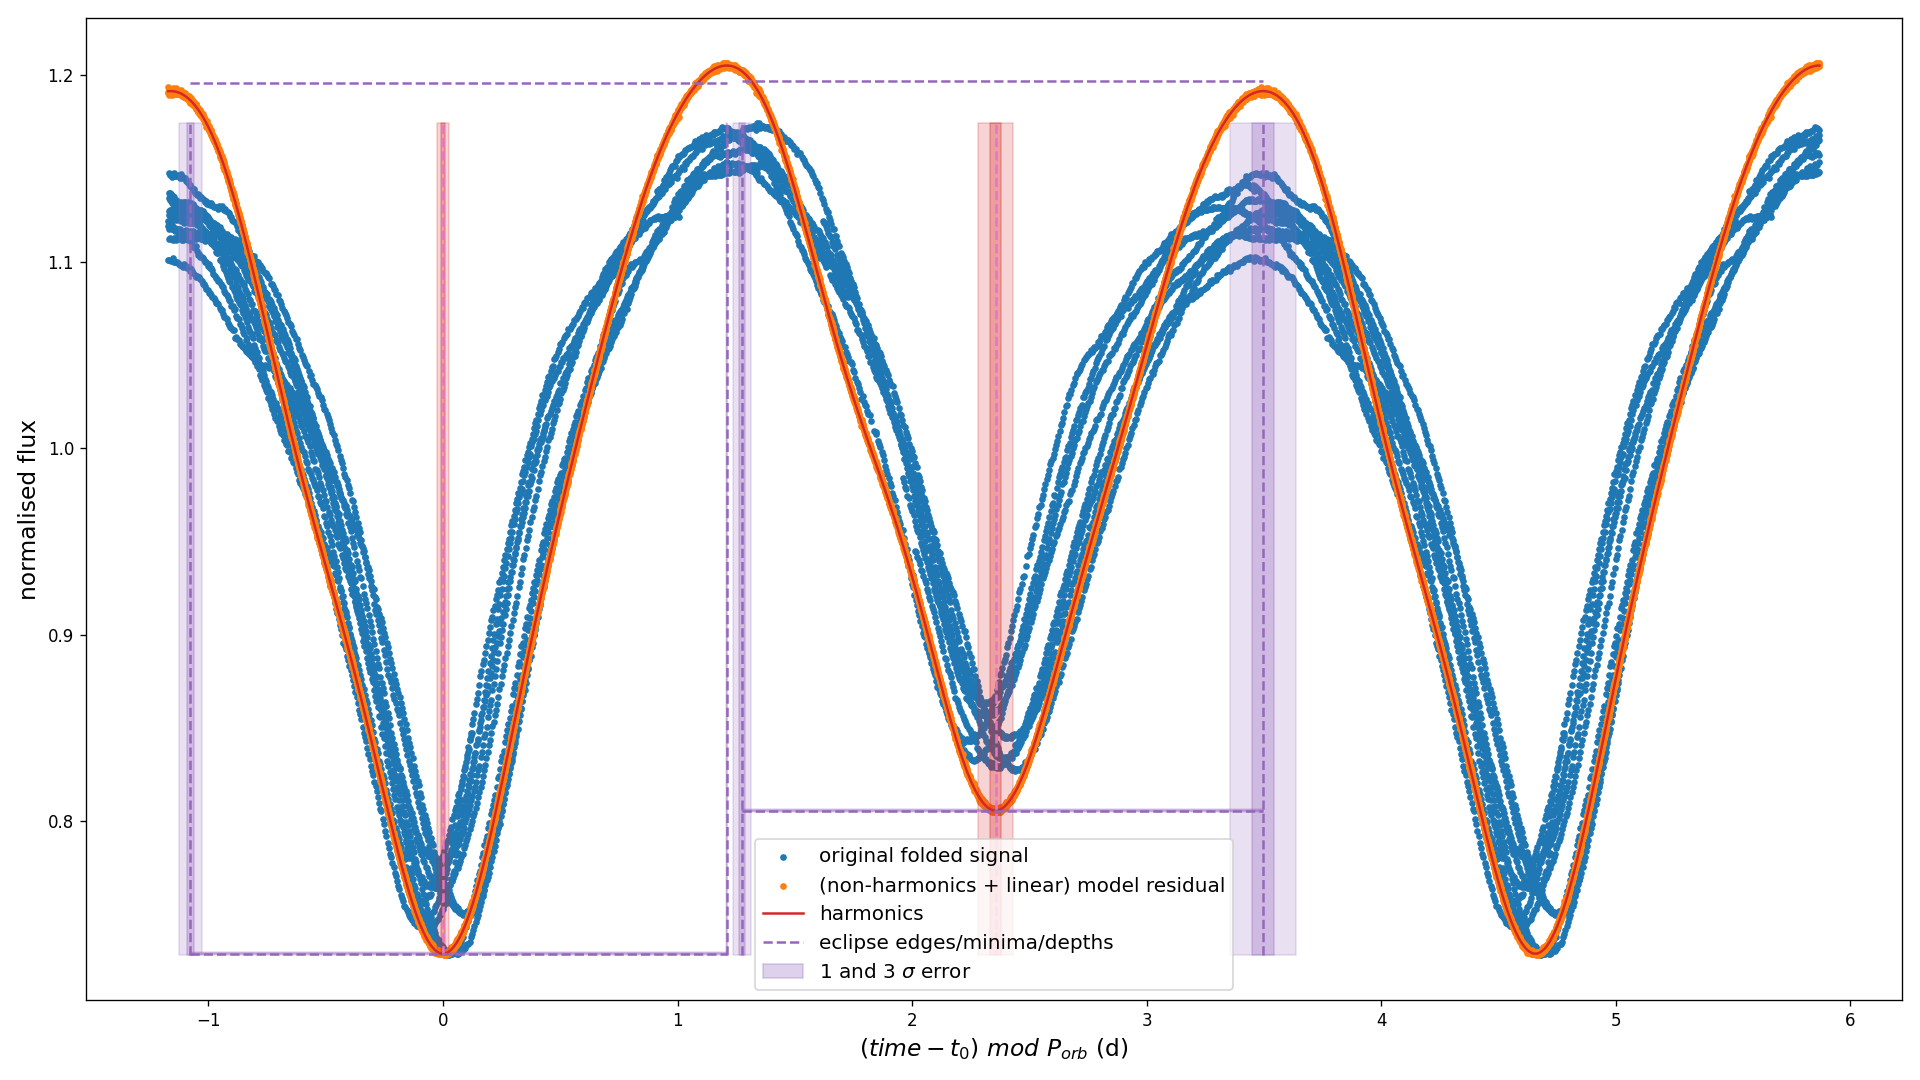 1.2
1.1
1.0
0.9
0.8
normalised flux
original folded signal
(non-harmonics + linear) model residual
harmonics
eclipse edges/minima/depths
1 and 3 σ error
−1 0 1 2 3 4 5 6
(time − t₀) mod Pₒᵣb (d)